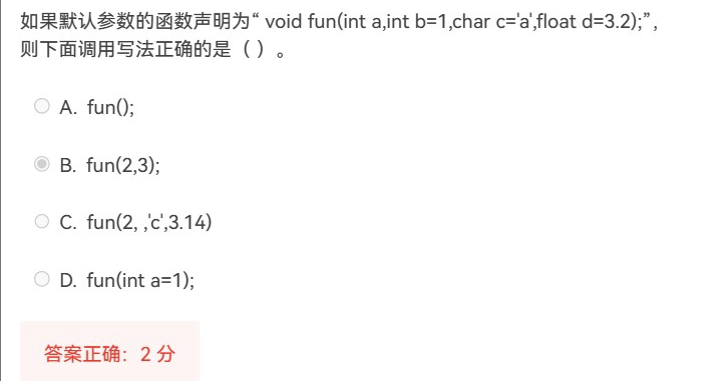 如果默认参数的函数声明为“ void fun(int a,int b=1,char c='a',float d=3.2);”,
则下面调用写法正确的是（ ）。
A. fun();
B. fun(2,3);
C. fun(2, ,'c',3.14)
D. fun(int a=1);
答案正确：2 分